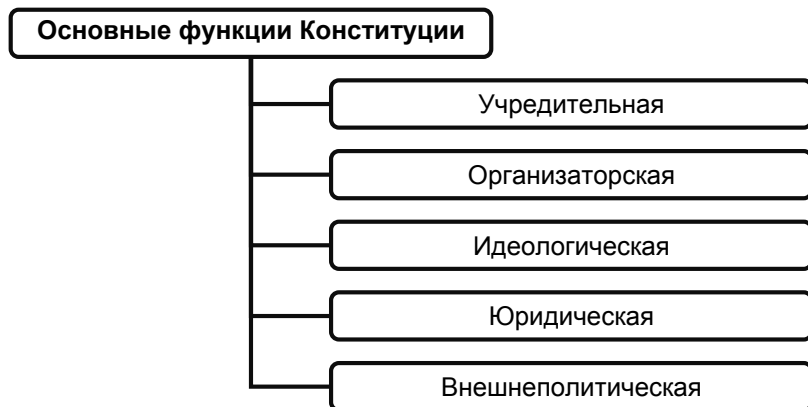 Основные функции Конституции
Учредительная
Организаторская
Идеологическая
Юридическая
Внешнеполитическая